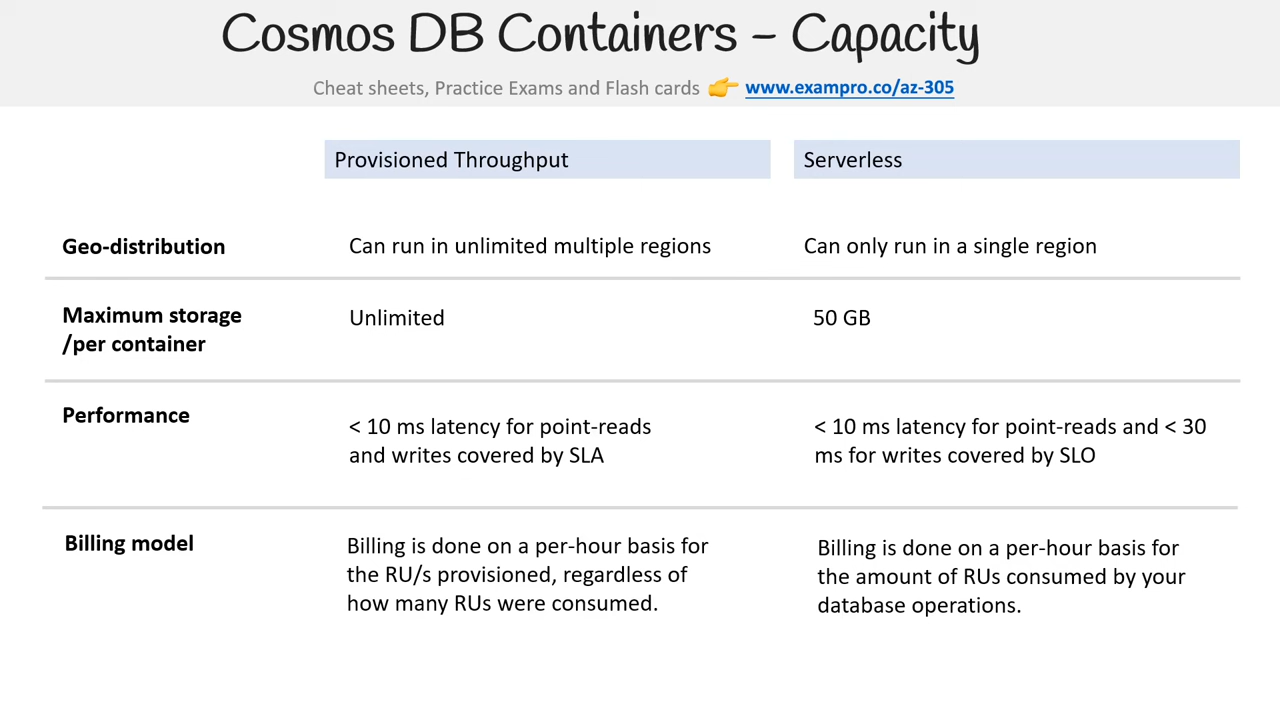 Cosmos DB Containers – Capacity
Cheat sheets, Practice Exams and Flash cards 👉 www.exampro.co/az-305
Provisioned Throughput
Serverless
Geo-distribution
Can run in unlimited multiple regions
Can only run in a single region
Maximum storage
/per container
Unlimited
50 GB
Performance
< 10 ms latency for point-reads
and writes covered by SLA
< 10 ms latency for point-reads and < 30
ms for writes covered by SLO
Billing model
Billing is done on a per-hour basis for
the RU/s provisioned, regardless of
how many RUs were consumed.
Billing is done on a per-hour basis for
the amount of RUs consumed by your
database operations.